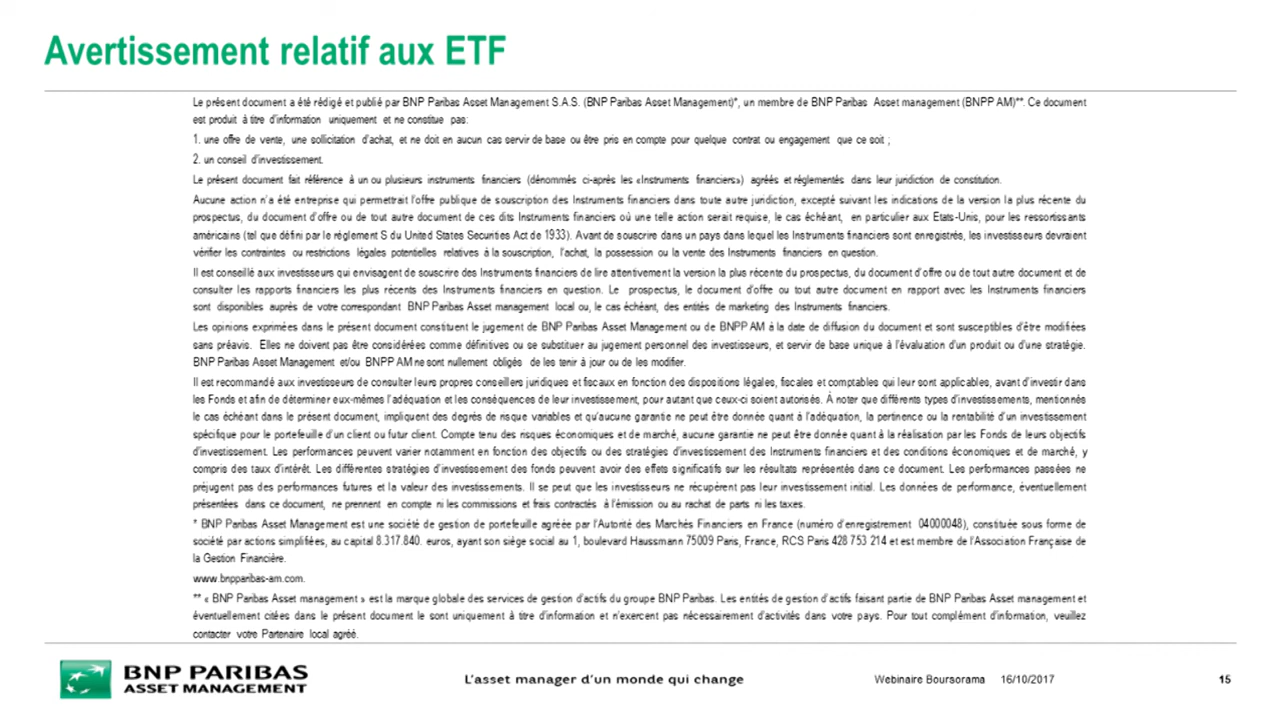 Avertissement relatif aux ETF
Le présent document a été rédigé et publié par BNP Paribas Asset Management S.A.S. (BNP Paribas Asset Management)*, un membre de BNP Paribas Asset management (BNPP AM)**. Ce document
est produit à titre d'information uniquement et ne constitue pas:
1. une offre de vente, une sollicitation d'achat, et ne doit en aucun cas servir de base ou être pris en compte pour quelque contrat ou engagement que ce soit ;
2. un conseil d'investissement.
Le présent document fait référence à un ou plusieurs instruments financiers (dénommés ci-après les «Instruments financiers») agréés et réglementés dans leur juridiction de constitution.
Aucune action n'a été entreprise qui permettrait l'offre publique de souscription des Instruments financiers dans toute autre juridiction, excepté suivant les indications de la version la plus récente du
prospectus, du document d'offre ou de tout autre document de ces dits Instruments financiers où une telle action serait requise, le cas échéant, en particulier aux Etats-Unis, pour les ressortissants
américains (tel que défini par le règlement S du United States Securities Act de 1933). Avant de souscrire dans un pays dans lequel les Instruments financiers sont enregistrés, les investisseurs devraient
vérifier les contraintes ou restrictions légales potentielles relatives à la souscription, l'achat, la possession ou la vente des Instruments financiers en question.
Il est conseillé aux investisseurs qui envisagent de souscrire des Instruments financiers de lire attentivement la version la plus récente du prospectus, du document d'offre ou de tout autre document et de
consulter les rapports financiers les plus récents des Instruments financiers en question. Le prospectus, le document d'offre ou tout autre document en rapport avec les Instruments financiers
sont disponibles auprès de votre correspondant BNP Paribas Asset management local ou, le cas échéant, des entités de marketing des Instruments financiers.
Les opinions exprimées dans le présent document constituent le jugement de BNP Paribas Asset Management ou de BNPP AM à la date de diffusion du document et sont susceptibles d'être modifiées
sans préavis. Elles ne doivent pas être considérées comme définitives ou se substituer au jugement personnel des investisseurs, et servir de base unique à l'évaluation d'un produit ou d'une stratégie.
BNP Paribas Asset Management et/ou BNPP AM ne sont nullement obligés de les tenir à jour ou de les modifier.
Il est recommandé aux investisseurs de consulter leurs propres conseillers juridiques et fiscaux en fonction des dispositions légales, fiscales et comptables qui leur sont applicables, avant d'investir dans
les Fonds et afin de déterminer eux-mêmes l'adéquation et les conséquences de leur investissement, pour autant que ceux-ci soient autorisés. À noter que différents types d'investissements, mentionnés
le cas échéant dans le présent document, impliquent des degrés de risque variables et qu'aucune garantie ne peut être donnée quant à l'adéquation, la pertinence ou la rentabilité d'un investissement
spécifique pour le portefeuille d'un client ou futur client. Compte tenu des risques économiques et de marché, aucune garantie ne peut être donnée quant à la réalisation par les Fonds de leurs objectifs
d'investissement. Les performances peuvent varier notamment en fonction des objectifs ou des stratégies d'investissement des Instruments financiers et des conditions économiques et de marché, y
compris des taux d'intérêt. Les différentes stratégies d'investissement des fonds peuvent avoir des effets significatifs sur les résultats représentés dans ce document. Les performances passées ne
préjugent pas des performances futures et la valeur des investissements. Il se peut que les investisseurs ne récupèrent pas leur investissement initial. Les données de performance, éventuellement
présentées dans ce document, ne prennent en compte ni les commissions et frais contractés à l'émission ou au rachat de parts ni les taxes.
* BNP Paribas Asset Management est une société de gestion de portefeuille agréée par l'Autorité des Marchés Financiers en France (numéro d'enregistrement 04000048), constituée sous forme de
société par actions simplifiées, au capital 8.317.840. euros, ayant son siège social au 1, boulevard Haussmann 75009 Paris, France, RCS Paris 428 753 214 et est membre de l'Association Française de
la Gestion Financière.
www.bnpparibas-am.com.
** « BNP Paribas Asset management » est la marque globale des services de gestion d'actifs du groupe BNP Paribas. Les entités de gestion d'actifs faisant partie de BNP Paribas Asset management et
éventuellement citées dans le présent document le sont uniquement à titre d'information et n'exercent pas nécessairement d'activités dans votre pays. Pour tout complément d'information, veuillez
contacter votre Partenaire local agréé.
BNP PARIBAS
ASSET MANAGEMENT
L'asset manager d'un monde qui change
Webinaire Boursorama 16/10/2017
15